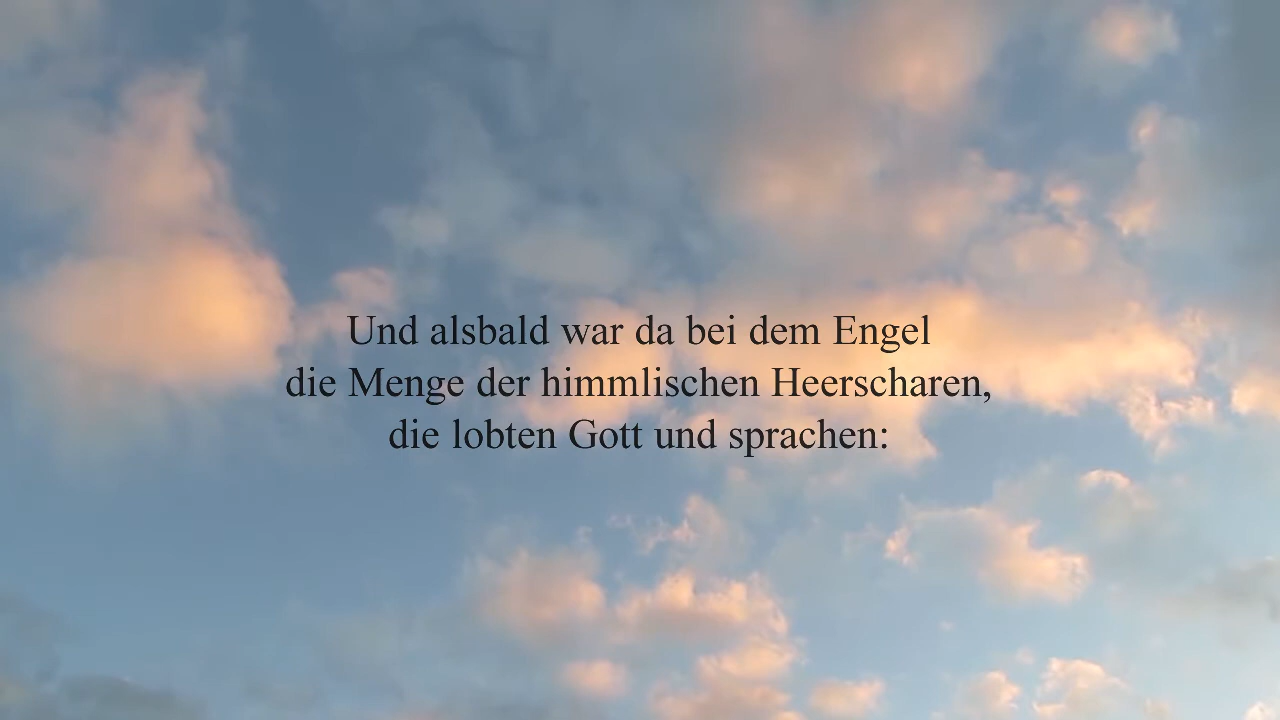 Und alsbald war da bei dem Engel
die Menge der himmlischen Heerscharen,
die lobten Gott und sprachen: